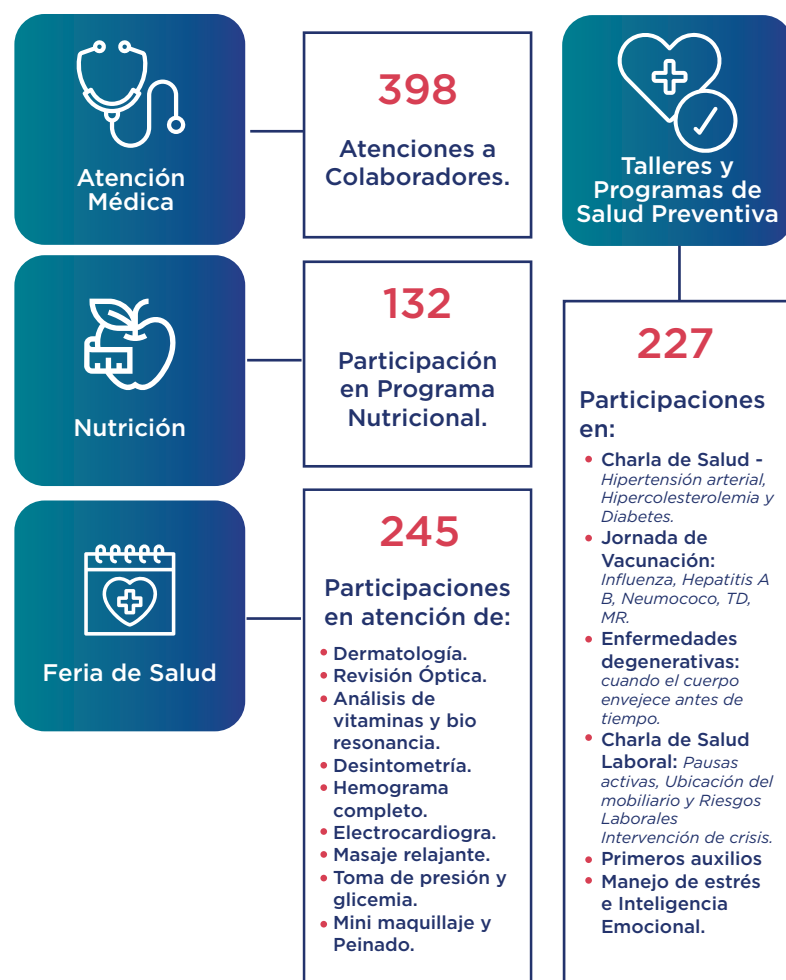 Atención
Médica
398
Atenciones a
Colaboradores.
Nutrición
132
Participación
en Programa
Nutricional.
Feria de Salud
245
Participaciones
en atención de:
• Dermatología.
• Revisión Óptica.
• Análisis de
vitaminas y bio
resonancia.
• Desintometría.
• Hemograma
completo.
• Electrocardiogra.
• Masaje relajante.
• Toma de presión y
glicemia.
• Mini maquillaje y
Peinado.
Talleres y
Programas de
Salud Preventiva
227
Participaciones
en:
• Charla de Salud -
Hipertensión arterial,
Hipercolesterolemia y
Diabetes.
• Jornada de
Vacunación:
Influenza, Hepatitis A
B, Neumococo, TD,
MR.
• Enfermedades
degenerativas:
cuando el cuerpo
envejece antes de
tiempo.
• Charla de Salud
Laboral: Pausas
activas, Ubicación del
mobiliario y Riesgos
Laborales
Intervención de crisis.
• Primeros auxilios
• Manejo de estrés
e Inteligencia
Emocional.